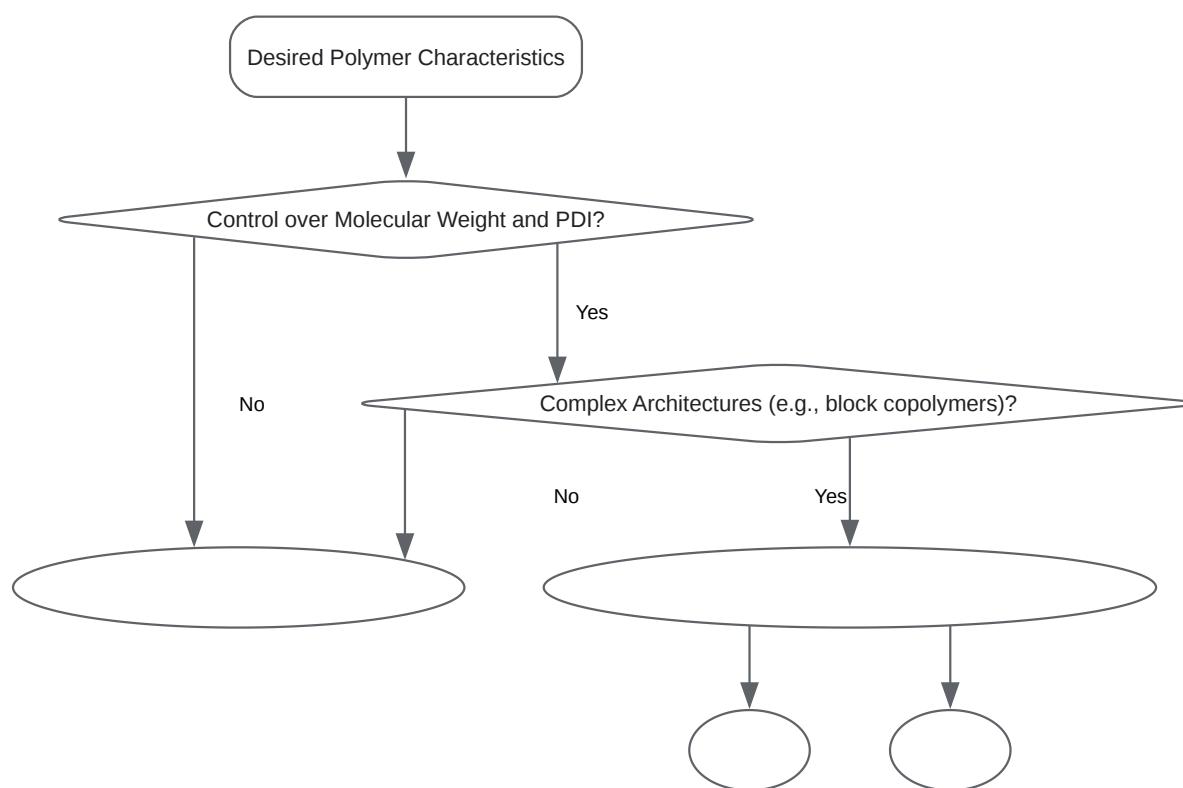 Desired Polymer Characteristics
Control over Molecular Weight and PDI?
Yes
No
Complex Architectures (e.g., block copolymers)?
No
Yes